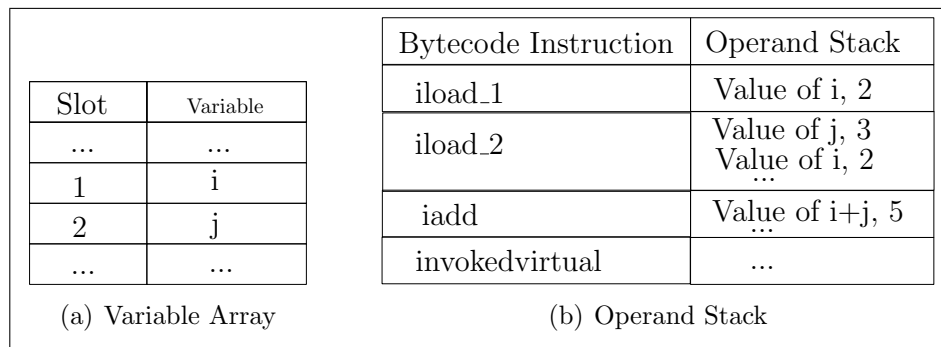 Slot Variable
... ...
1 i
2 j
... ...
(a) Variable Array
Bytecode Instruction Operand Stack
iload_1 Value of i, 2
iload_2 Value of j, 3
Value of i, 2
...
iadd Value of i+j, 5
...
invokedvirtual ...
(b) Operand Stack